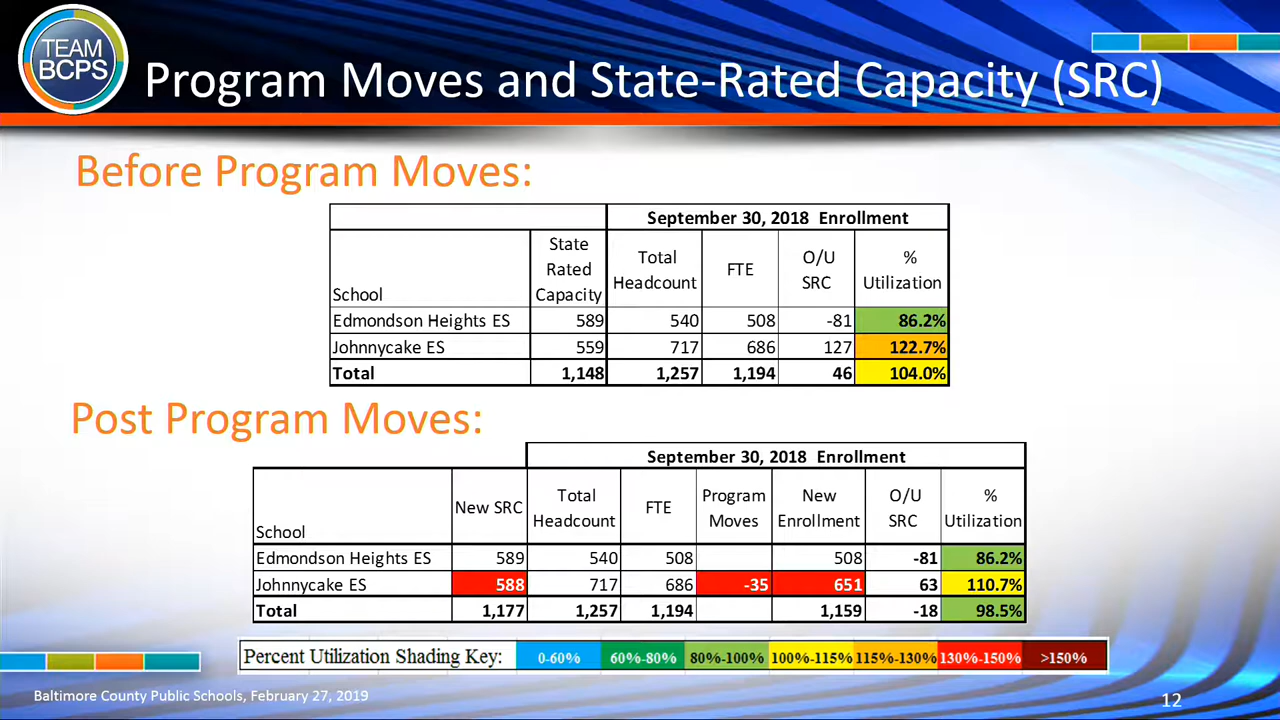 TEAM
BCPS
Program Moves and State-Rated Capacity (SRC)
Before Program Moves:
September 30, 2018 Enrollment
School State Rated Capacity Total Headcount FTE O/U SRC % Utilization
Edmondson Heights ES 589 540 508 -81 86.2%
Johnnycake ES 559 717 686 127 122.7%
Total 1,148 1,257 1,194 46 104.0%
Post Program Moves:
September 30, 2018 Enrollment
School New SRC Total Headcount FTE Program Moves New Enrollment O/U SRC % Utilization
Edmondson Heights ES 589 540 508 508 -81 86.2%
Johnnycake ES 588 717 686 -35 651 63 110.7%
Total 1,177 1,257 1,194 1,159 -18 98.5%
Percent Utilization Shading Key: 0-60% 60%-80% 80%-100% 100%-115% 115%-130% 130%-150% >150%
Baltimore County Public Schools, February 27, 2019
12